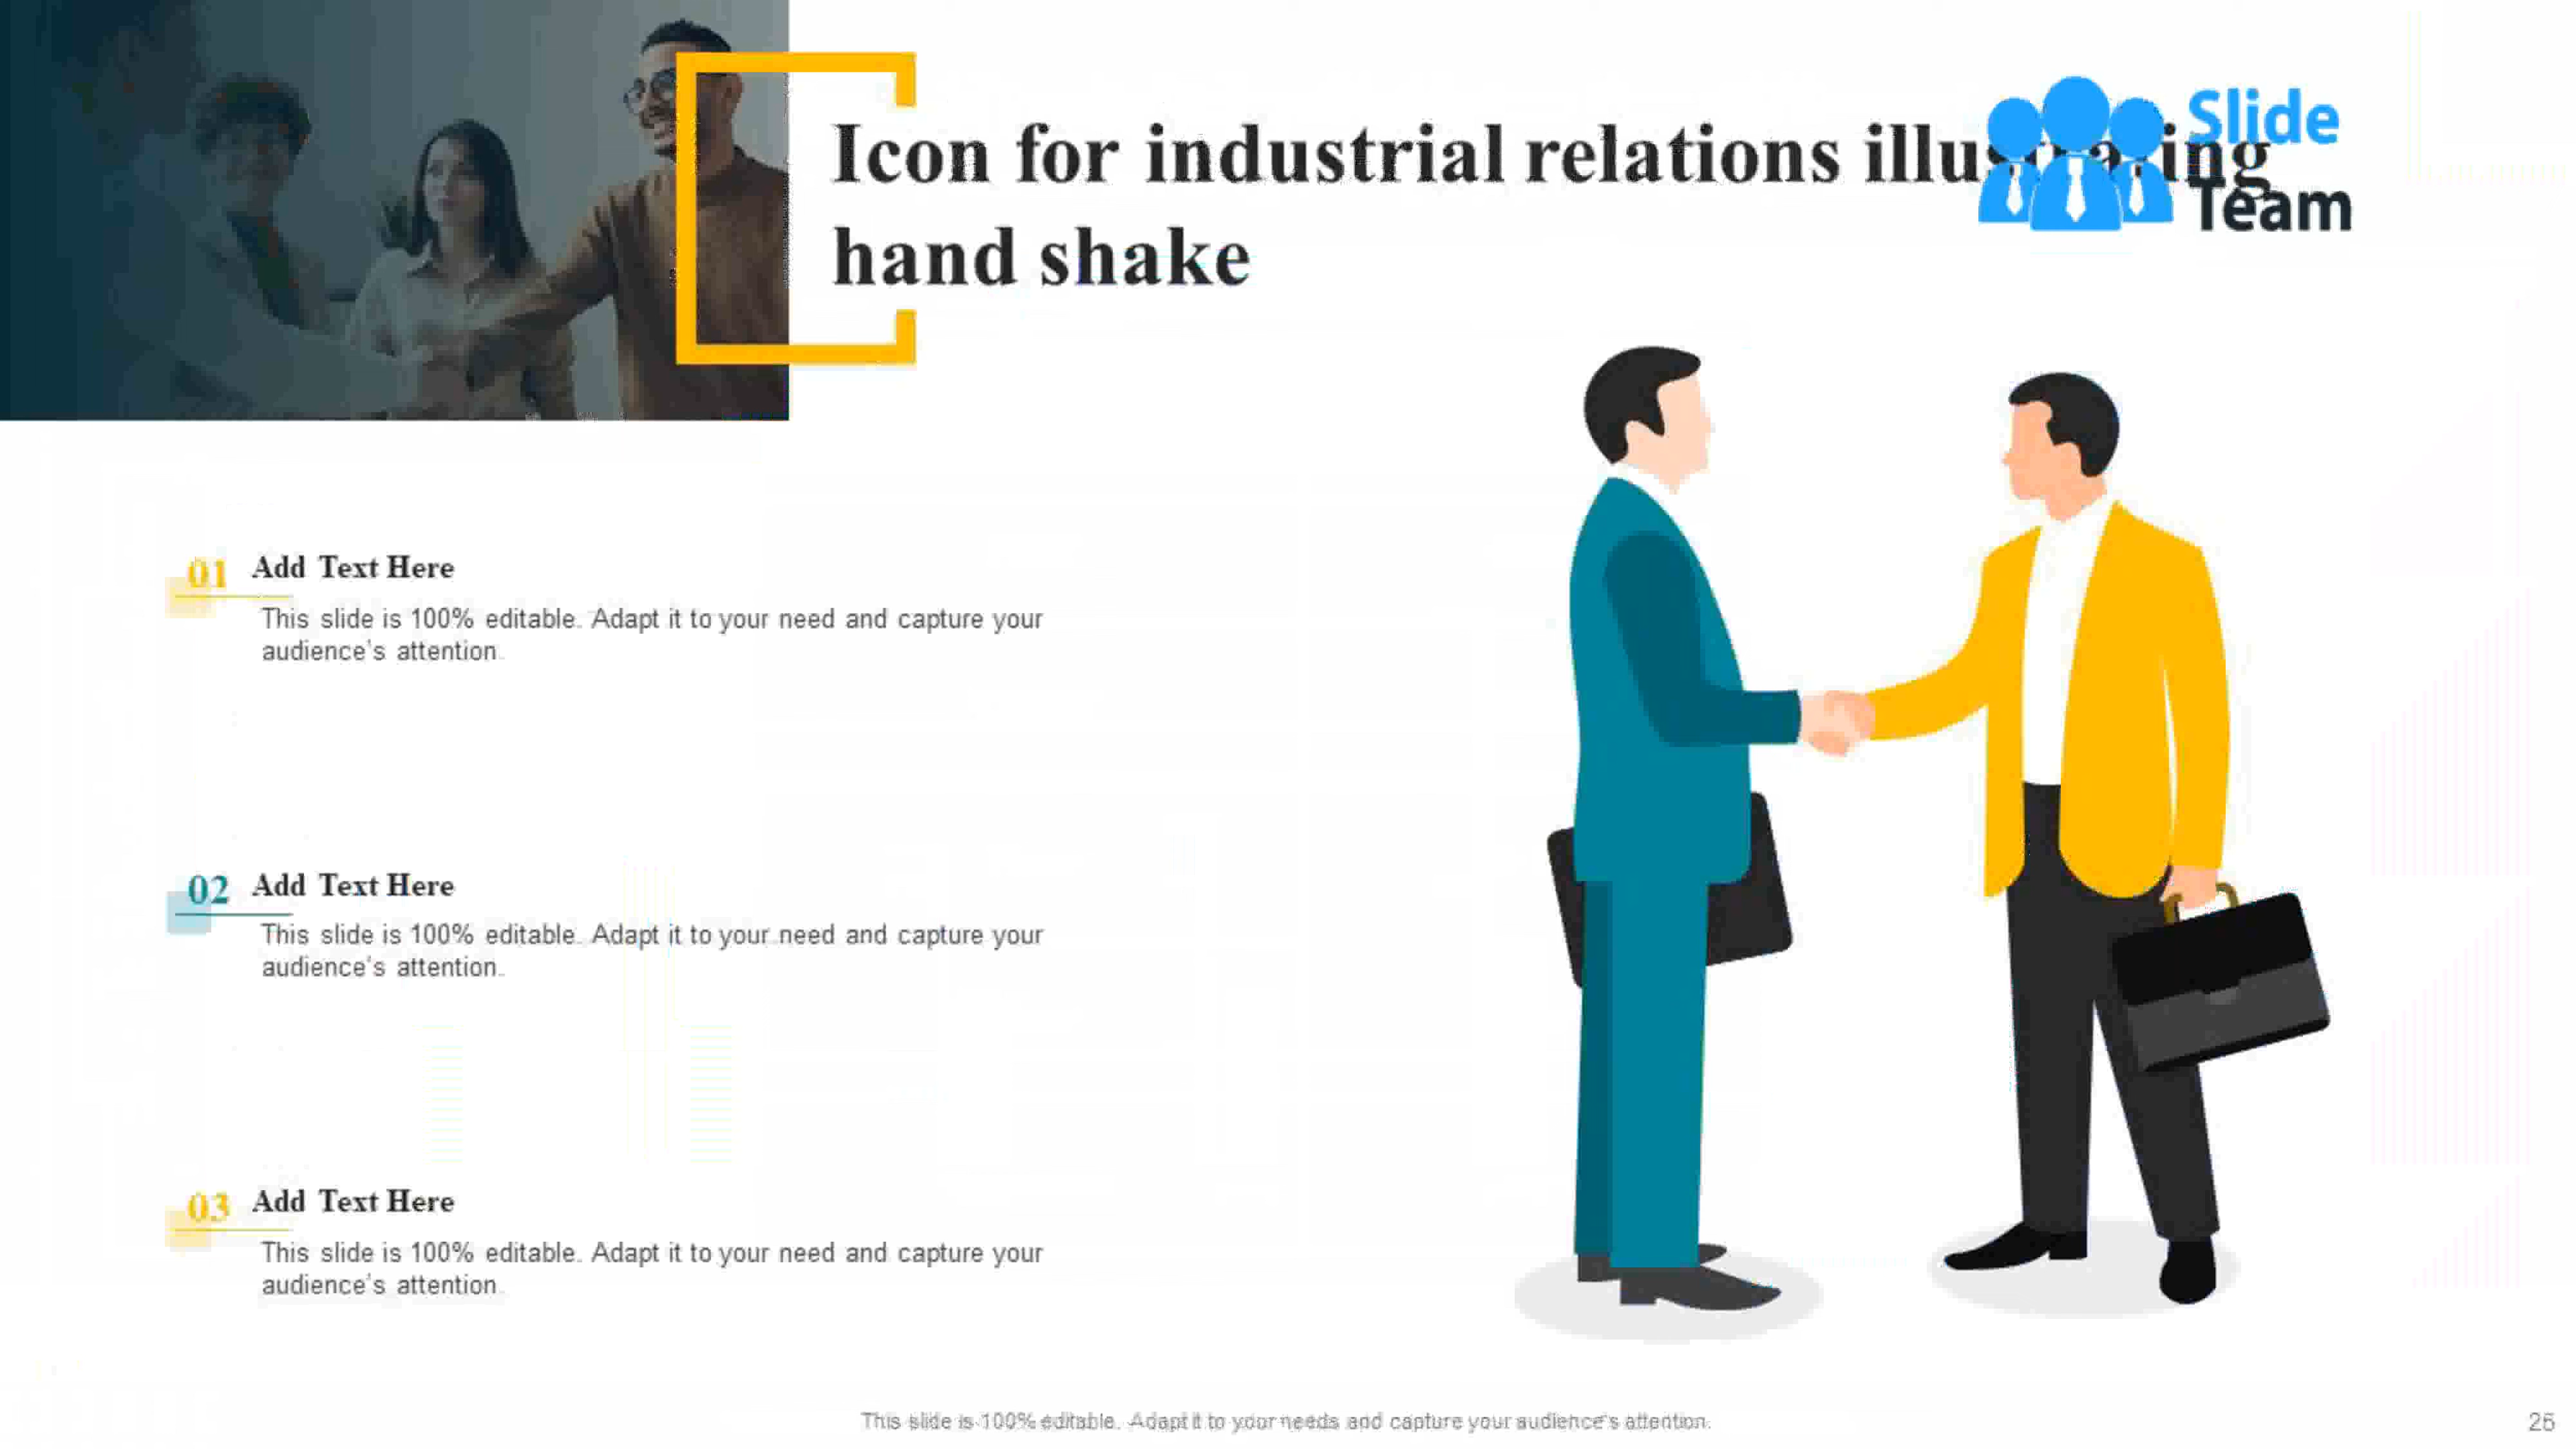 Icon for industrial relations illustrating
hand shake
Slide
Team
01 Add Text Here
This slide is 100% editable. Adapt it to your need and capture your
audience's attention.
02 Add Text Here
This slide is 100% editable. Adapt it to your need and capture your
audience's attention.
03 Add Text Here
This slide is 100% editable. Adapt it to your need and capture your
audience's attention.
This slide is 100% editable. Adapt it to your needs and capture your audience's attention.